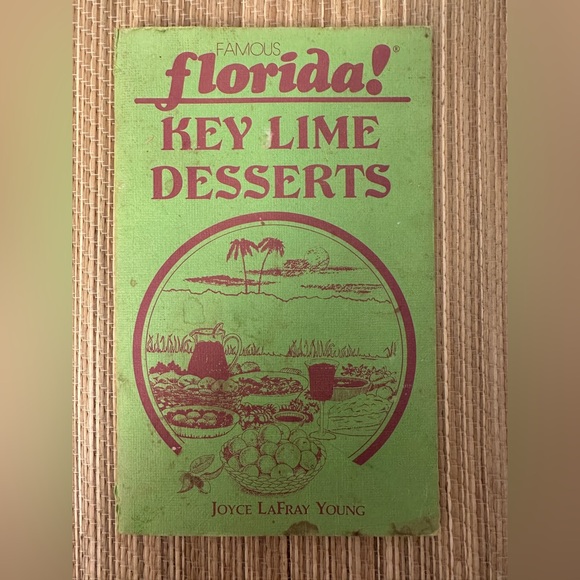 FAMOUS
florida!®
KEY LIME
DESSERTS
JOYCE LAFRAY YOUNG